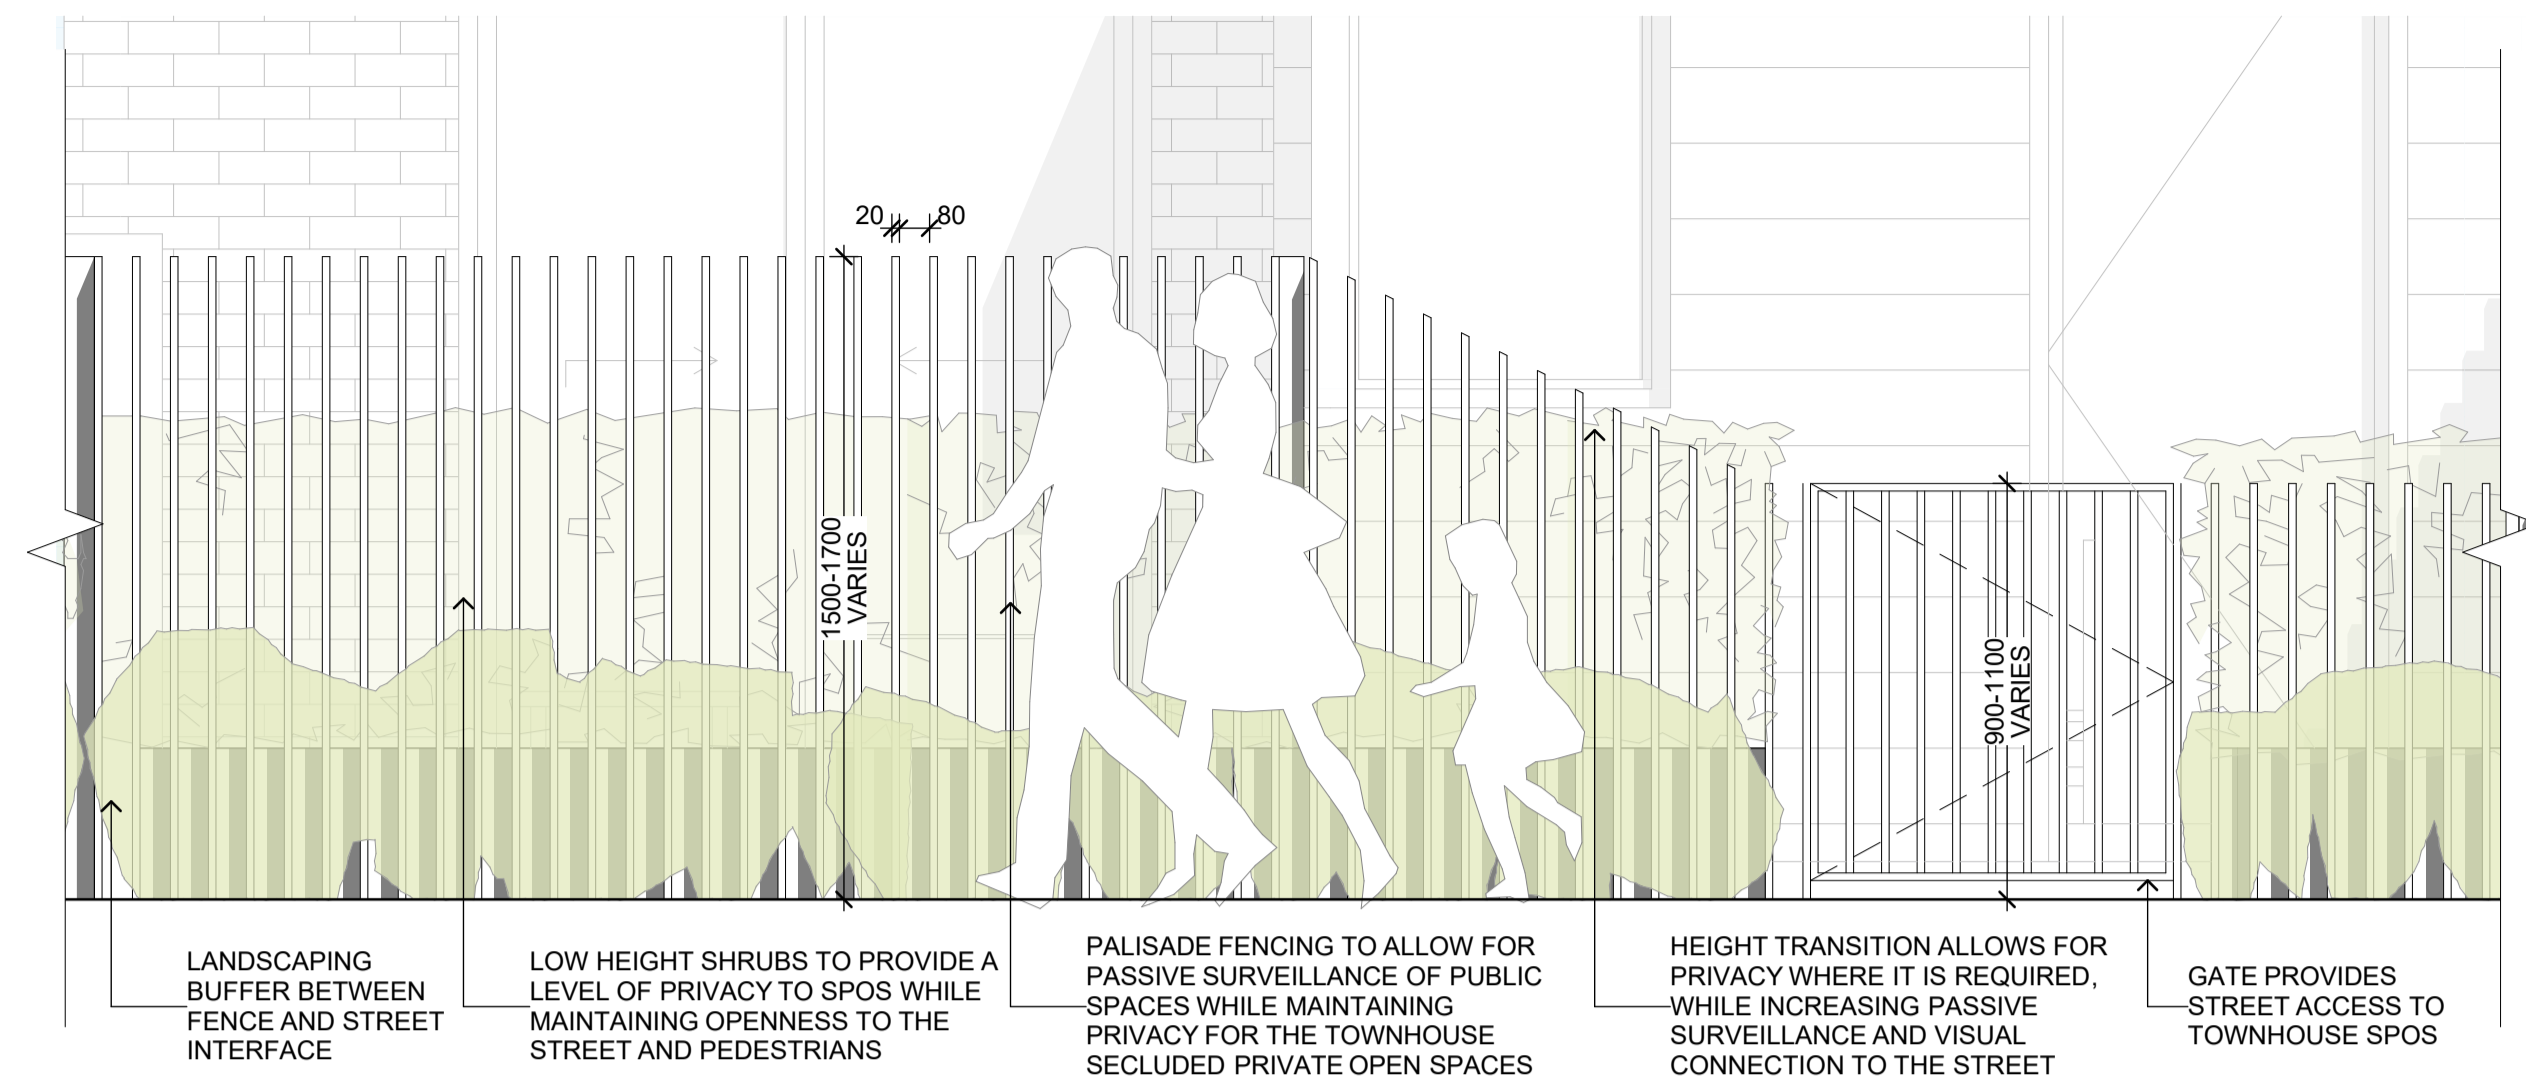 20 80
1500-1700
VARIES
900-1100
VARIES
LANDSCAPING
BUFFER BETWEEN
FENCE AND STREET
INTERFACE
LOW HEIGHT SHRUBS TO PROVIDE A
LEVEL OF PRIVACY TO SPOS WHILE
MAINTAINING OPENNESS TO THE
STREET AND PEDESTRIANS
PALISADE FENCING TO ALLOW FOR
PASSIVE SURVEILLANCE OF PUBLIC
SPACES WHILE MAINTAINING
PRIVACY FOR THE TOWNHOUSE
SECLUDED PRIVATE OPEN SPACES
HEIGHT TRANSITION ALLOWS FOR
PRIVACY WHERE IT IS REQUIRED,
WHILE INCREASING PASSIVE
SURVEILLANCE AND VISUAL
CONNECTION TO THE STREET
GATE PROVIDES
STREET ACCESS TO
TOWNHOUSE SPOS